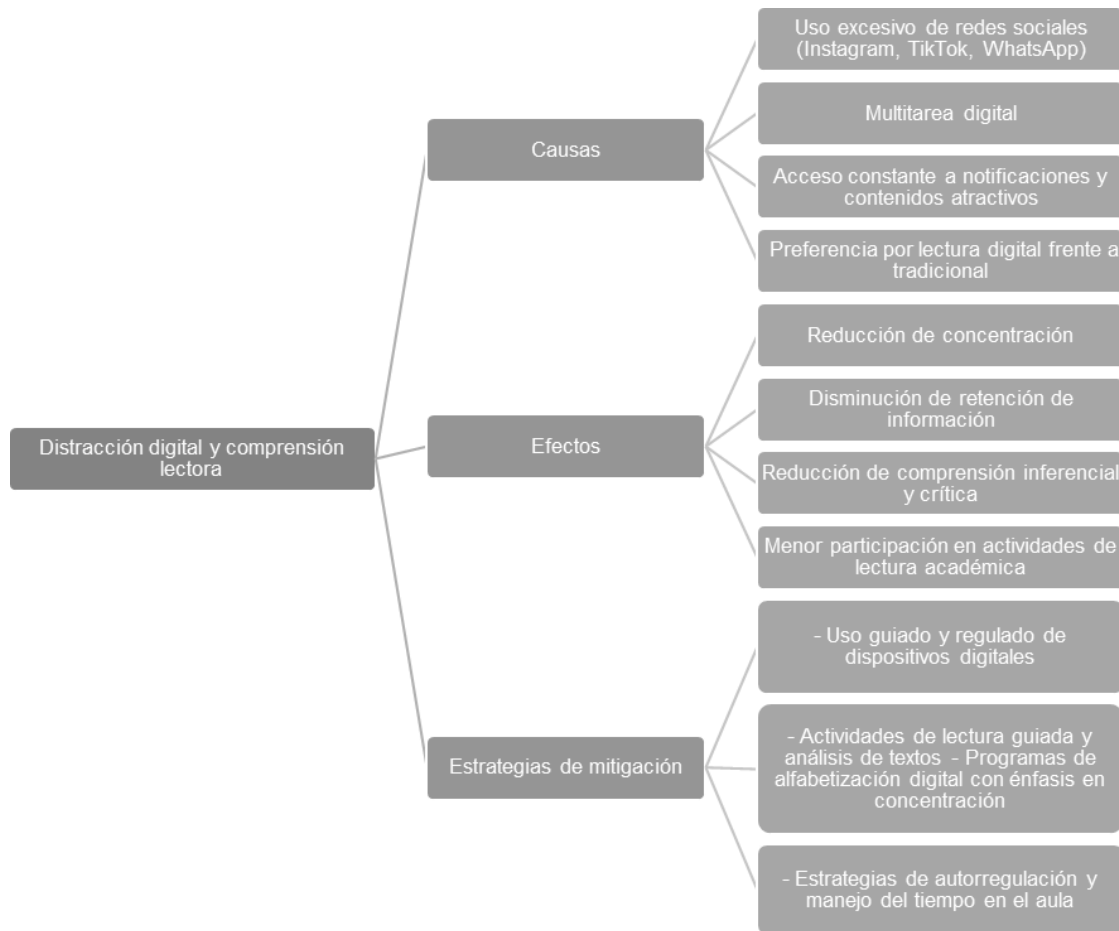 Distracción digital y comprensión
lectora
Causas
Uso excesivo de redes sociales
(Instagram, TikTok, WhatsApp)
Multitarea digital
Acceso constante a notificaciones y
contenidos atractivos
Preferencia por lectura digital frente a
tradicional
Efectos
Reducción de concentración
Disminución de retención de
información
Reducción de comprensión inferencial
y crítica
Menor participación en actividades de
lectura académica
Estrategias de mitigación
- Uso guiado y regulado de
dispositivos digitales
- Actividades de lectura guiada y
análisis de textos - Programas de
alfabetización digital con énfasis en
concentración
- Estrategias de autorregulación y
manejo del tiempo en el aula